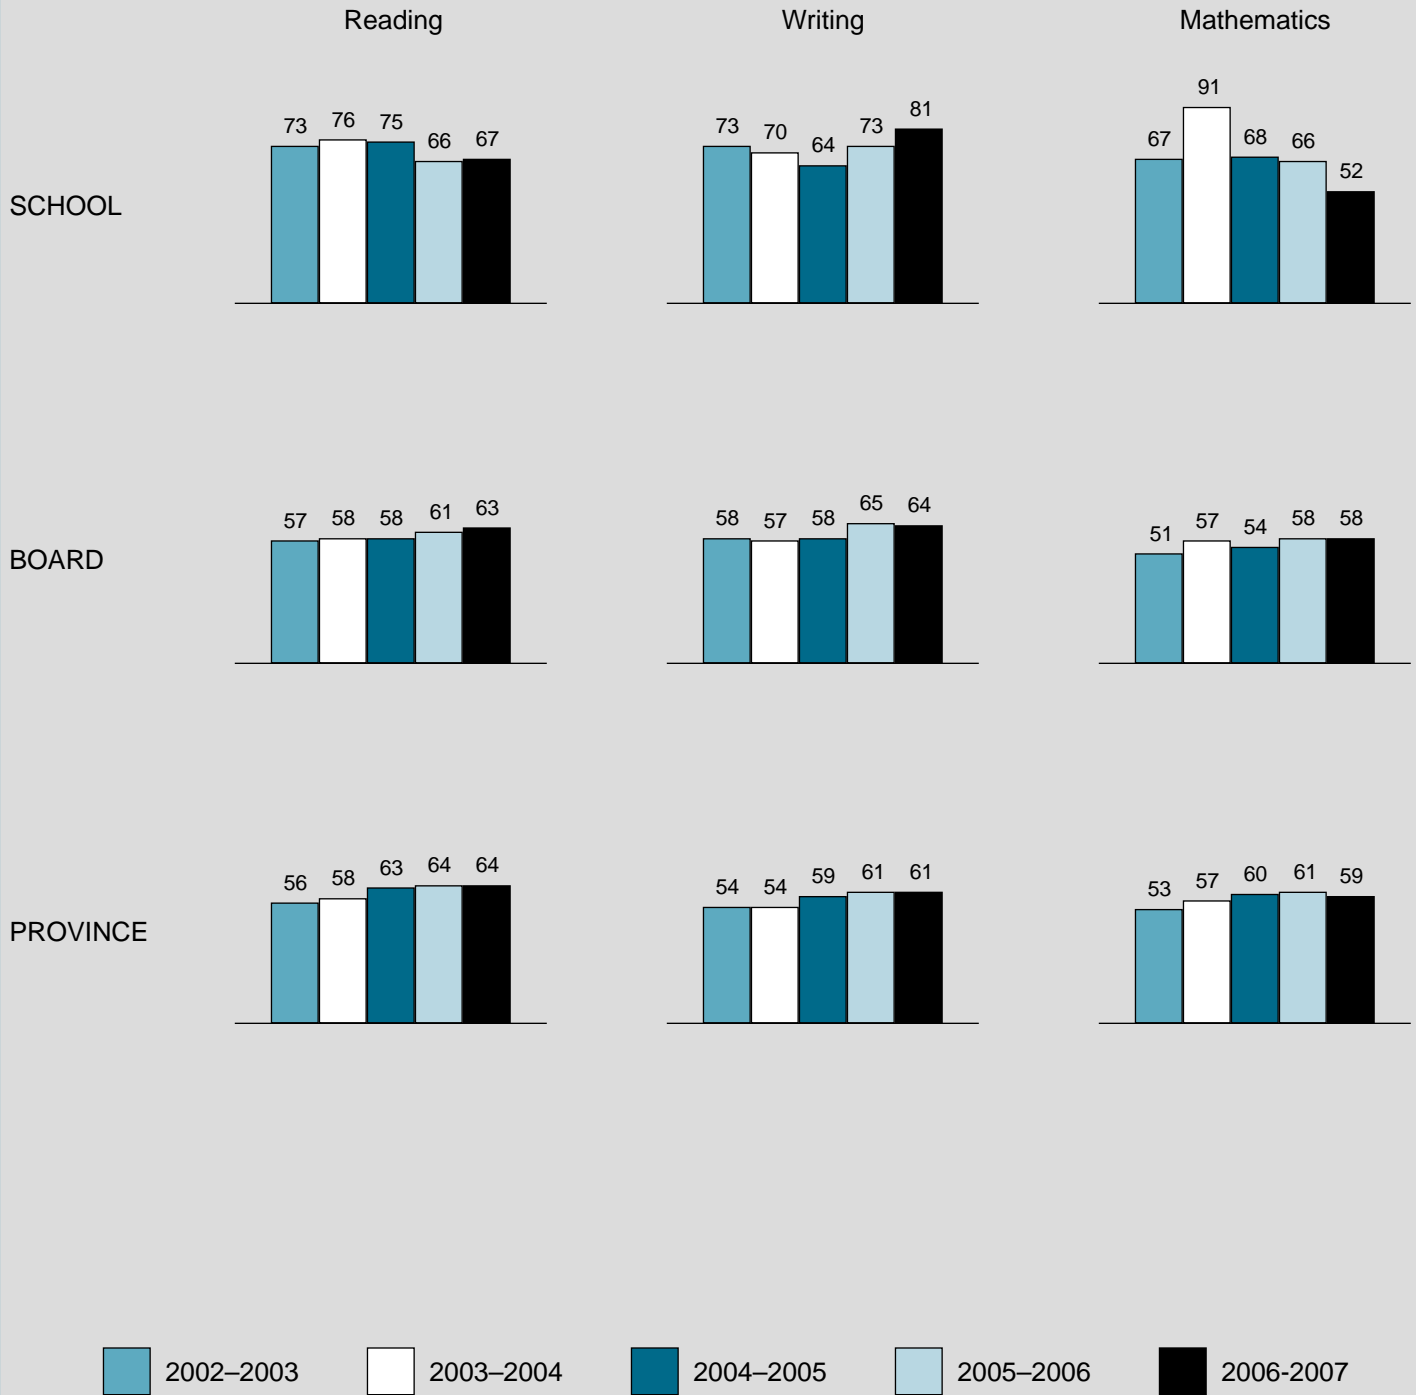 Reading Writing Mathematics
73 76 75 66 67 73 70 64 73 81 67 91 68 66 52
SCHOOL
57 58 58 61 63 58 57 58 65 64 51 57 54 58 58
BOARD
56 58 63 64 64 54 54 59 61 61 53 57 60 61 59
PROVINCE
2002–2003 2003–2004 2004–2005 2005–2006 2006-2007